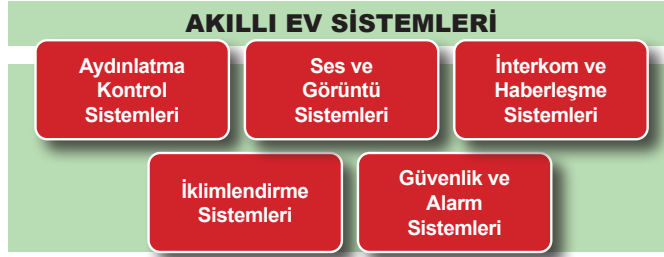 AKILLI EV SİSTEMLERİ
Aydınlatma
Kontrol
Sistemleri
Ses ve
Görüntü
Sistemleri
İnterkom ve
Haberleşme
Sistemleri
İklimlendirme
Sistemleri
Güvenlik ve
Alarm
Sistemleri